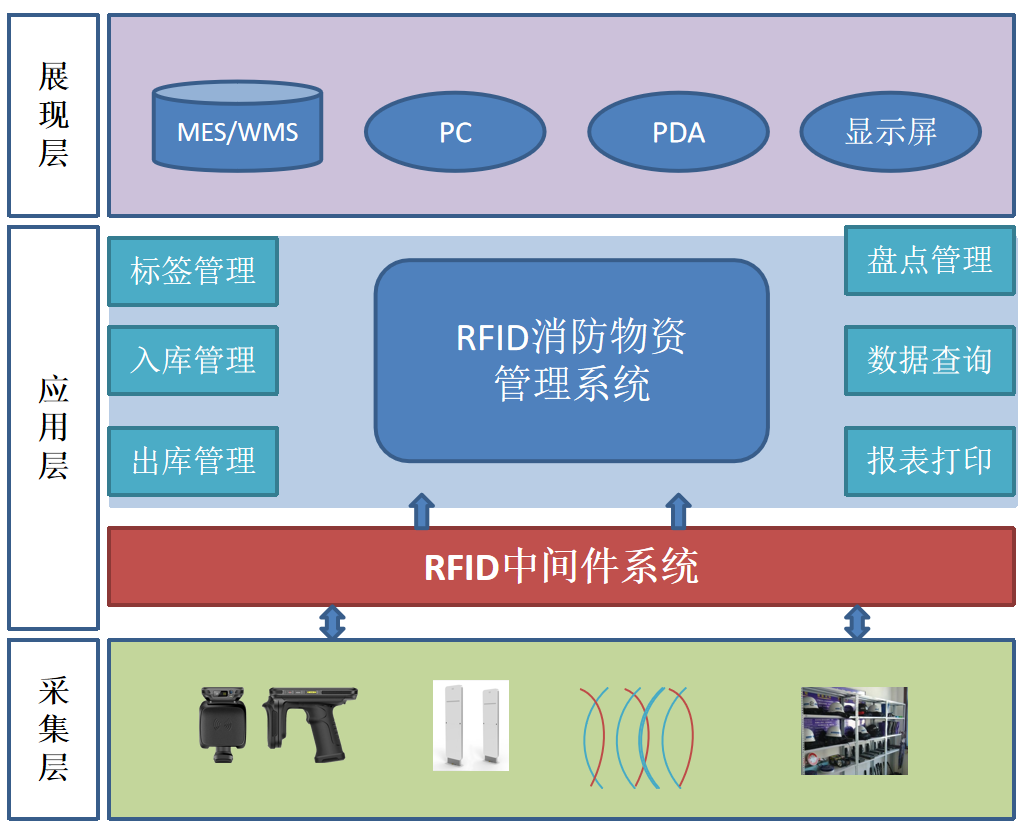 展现层
MES/WMS
PC
PDA
显示屏
应用层
标签管理
入库管理
出库管理
RFID消防物资
管理系统
盘点管理
数据查询
报表打印
RFID中间件系统
采集层